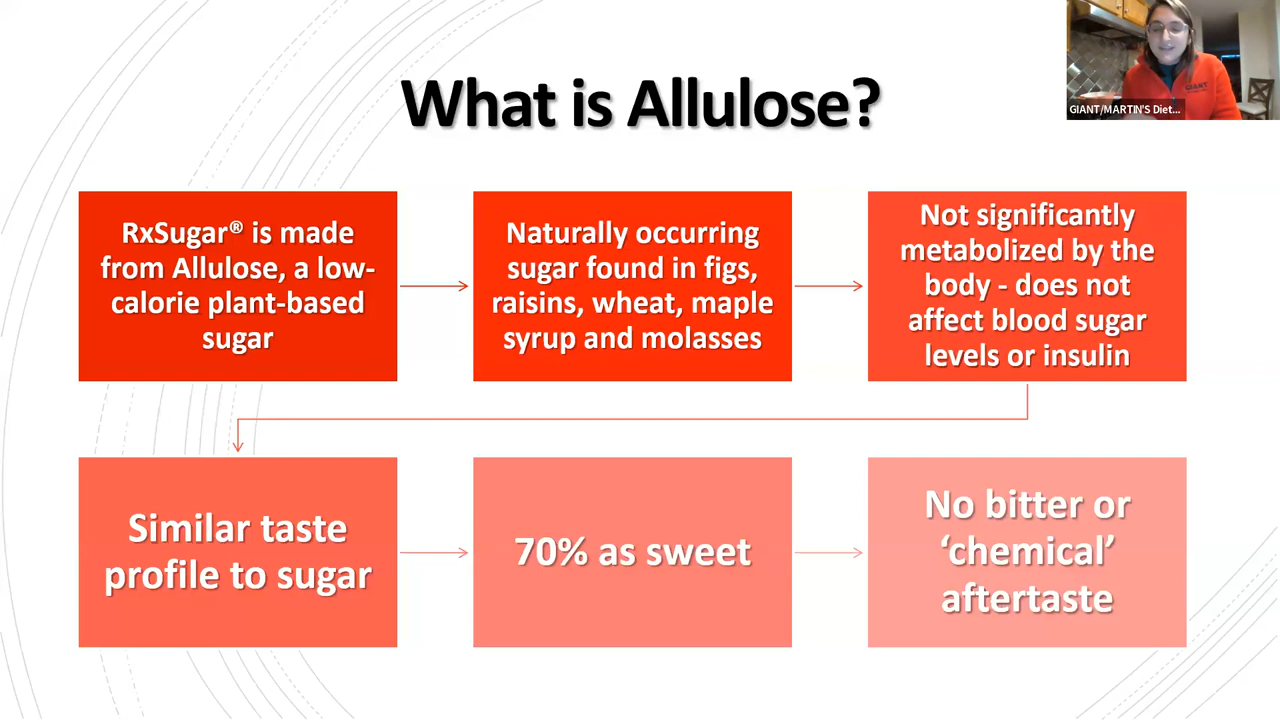 What is Allulose?
GIANT
GIANT/MARTIN'S Diet...
RxSugar® is made
from Allulose, a low-
calorie plant-based
sugar
Naturally occurring
sugar found in figs,
raisins, wheat, maple
syrup and molasses
Not significantly
metabolized by the
body - does not
affect blood sugar
levels or insulin
Similar taste
profile to sugar
70% as sweet
No bitter or
‘chemical’
aftertaste